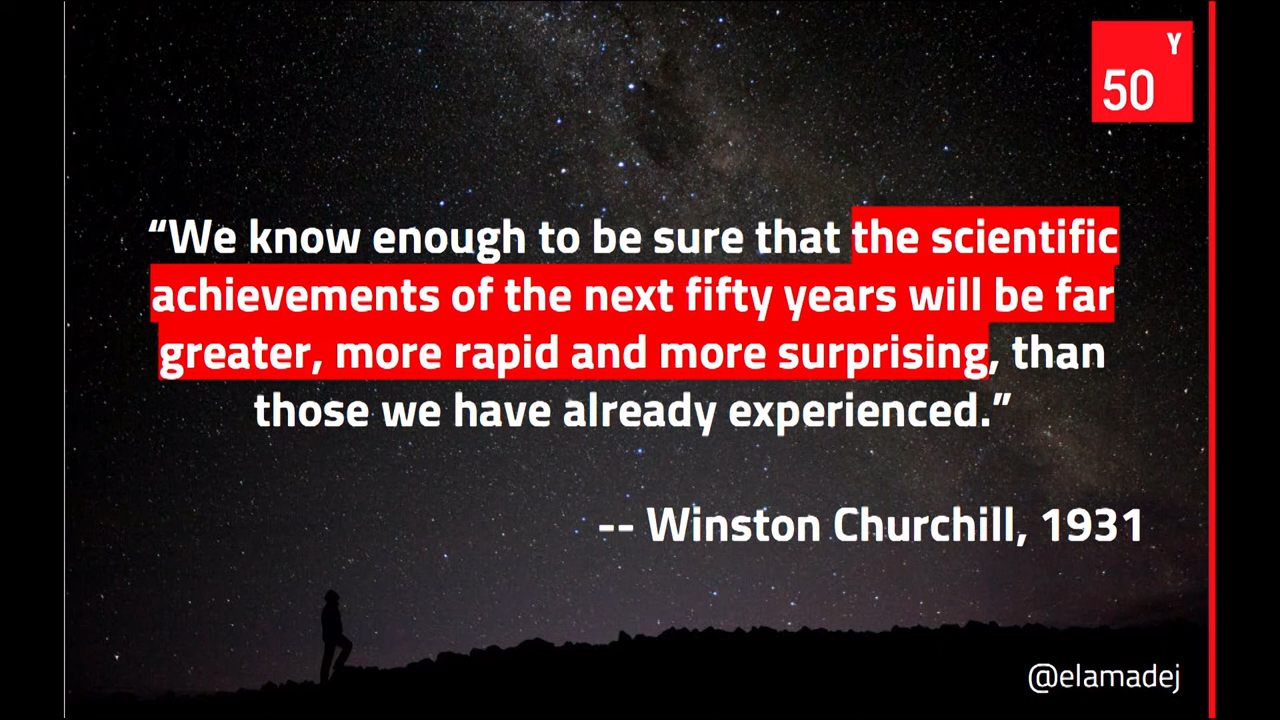 Y
50
“We know enough to be sure that the scientific
achievements of the next fifty years will be far
greater, more rapid and more surprising, than
those we have already experienced.”
-- Winston Churchill, 1931
@elamadej